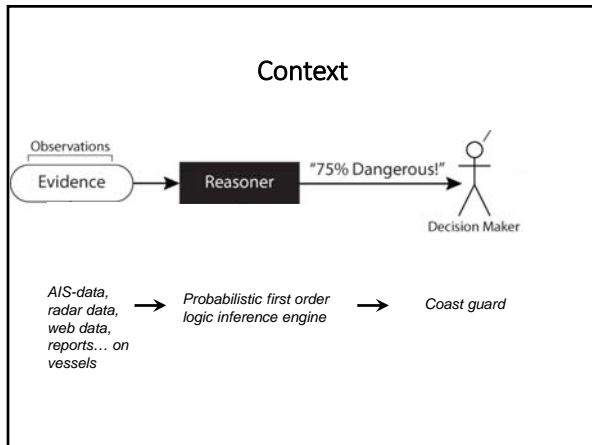 Context
Observations
Evidence
Reasoner
"75% Dangerous!"
Decision Maker
AIS-data,
radar data,
web data,
reports… on
vessels
Probabilistic first order
logic inference engine
Coast guard